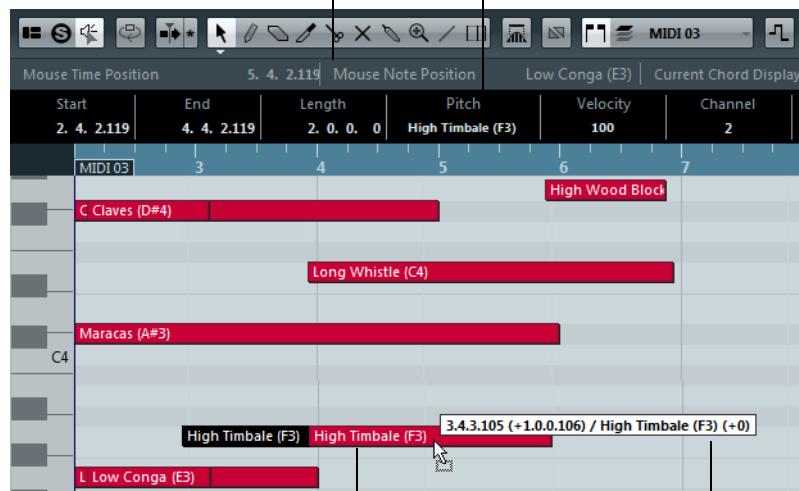 MIDI 03
Mouse Time Position 5. 4. 2.119 Mouse Note Position Low Conga (E3) Current Chord Display
Start End Length Pitch Velocity Channel
2. 4. 2.119 4. 4. 2.119 2. 0. 0. 0 High Timbale (F3) 100 2
MIDI 03 3 4 5 6 7
High Wood Block
C Claves (D#4)
Long Whistle (C4)
Maracas (A#3)
C4
3.4.3.105 (+1.0.0.106) / High Timbale (F3) (+0)
High Timbale (F3) High Timbale (F3)
L Low Conga (E3)